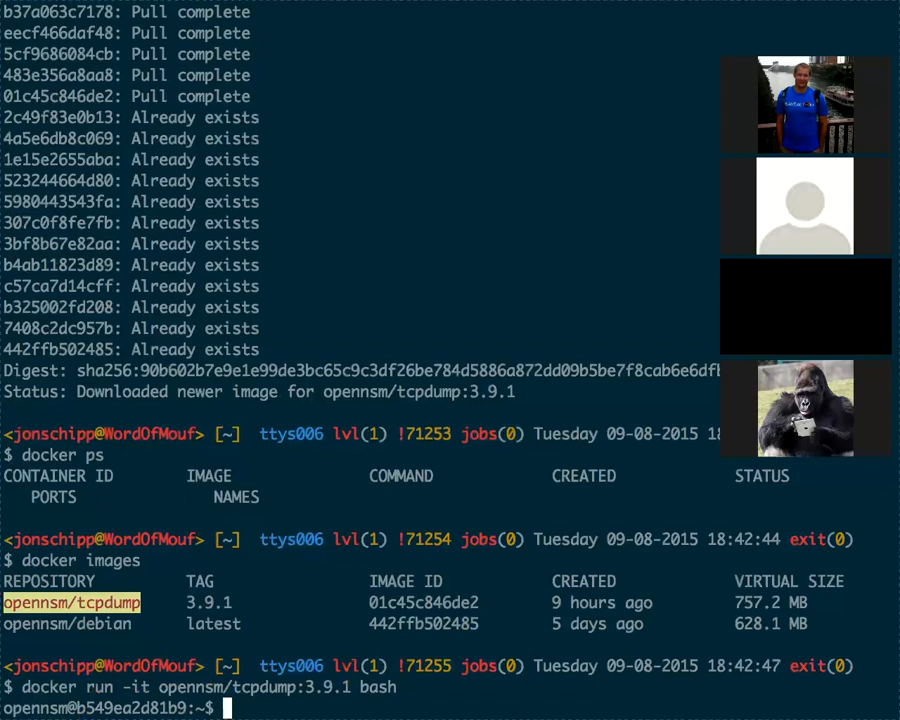 b37a063c7178: Pull complete
eecf466daf48: Pull complete
5cf9686084cb: Pull complete
483e356a8aa8: Pull complete
01c45c846de2: Pull complete
2c49f83e0b13: Already exists
4a5e6db8c069: Already exists
1e15e2655aba: Already exists
523244664d80: Already exists
5980443543fa: Already exists
307c0f8fe7fb: Already exists
3bf8b67e82aa: Already exists
b4ab11823d89: Already exists
c57ca7d14cff: Already exists
b325002fd208: Already exists
7408c2dc957b: Already exists
442ffb502485: Already exists
Digest: sha256:90b602b7e9e1e99de3bc65c9c3df26be784d5886a872dd09b5be7f8cab6e6dfb
Status: Downloaded newer image for opennsm/tcpdump:3.9.1
<jonschipp@WordOfMouf> [~] ttys006 lvl(1) !71253 jobs(0) Tuesday 09-08-2015 18
$ docker ps
CONTAINER ID IMAGE COMMAND CREATED STATUS
PORTS NAMES
<jonschipp@WordOfMouf> [~] ttys006 lvl(1) !71254 jobs(0) Tuesday 09-08-2015 18:42:44 exit(0)
$ docker images
REPOSITORY TAG IMAGE ID CREATED VIRTUAL SIZE
opennsm/tcpdump 3.9.1 01c45c846de2 9 hours ago 757.2 MB
opennsm/debian latest 442ffb502485 5 days ago 628.1 MB
<jonschipp@WordOfMouf> [~] ttys006 lvl(1) !71255 jobs(0) Tuesday 09-08-2015 18:42:47 exit(0)
$ docker run -it opennsm/tcpdump:3.9.1 bash
opennsm@b549ea2d81b9:~$